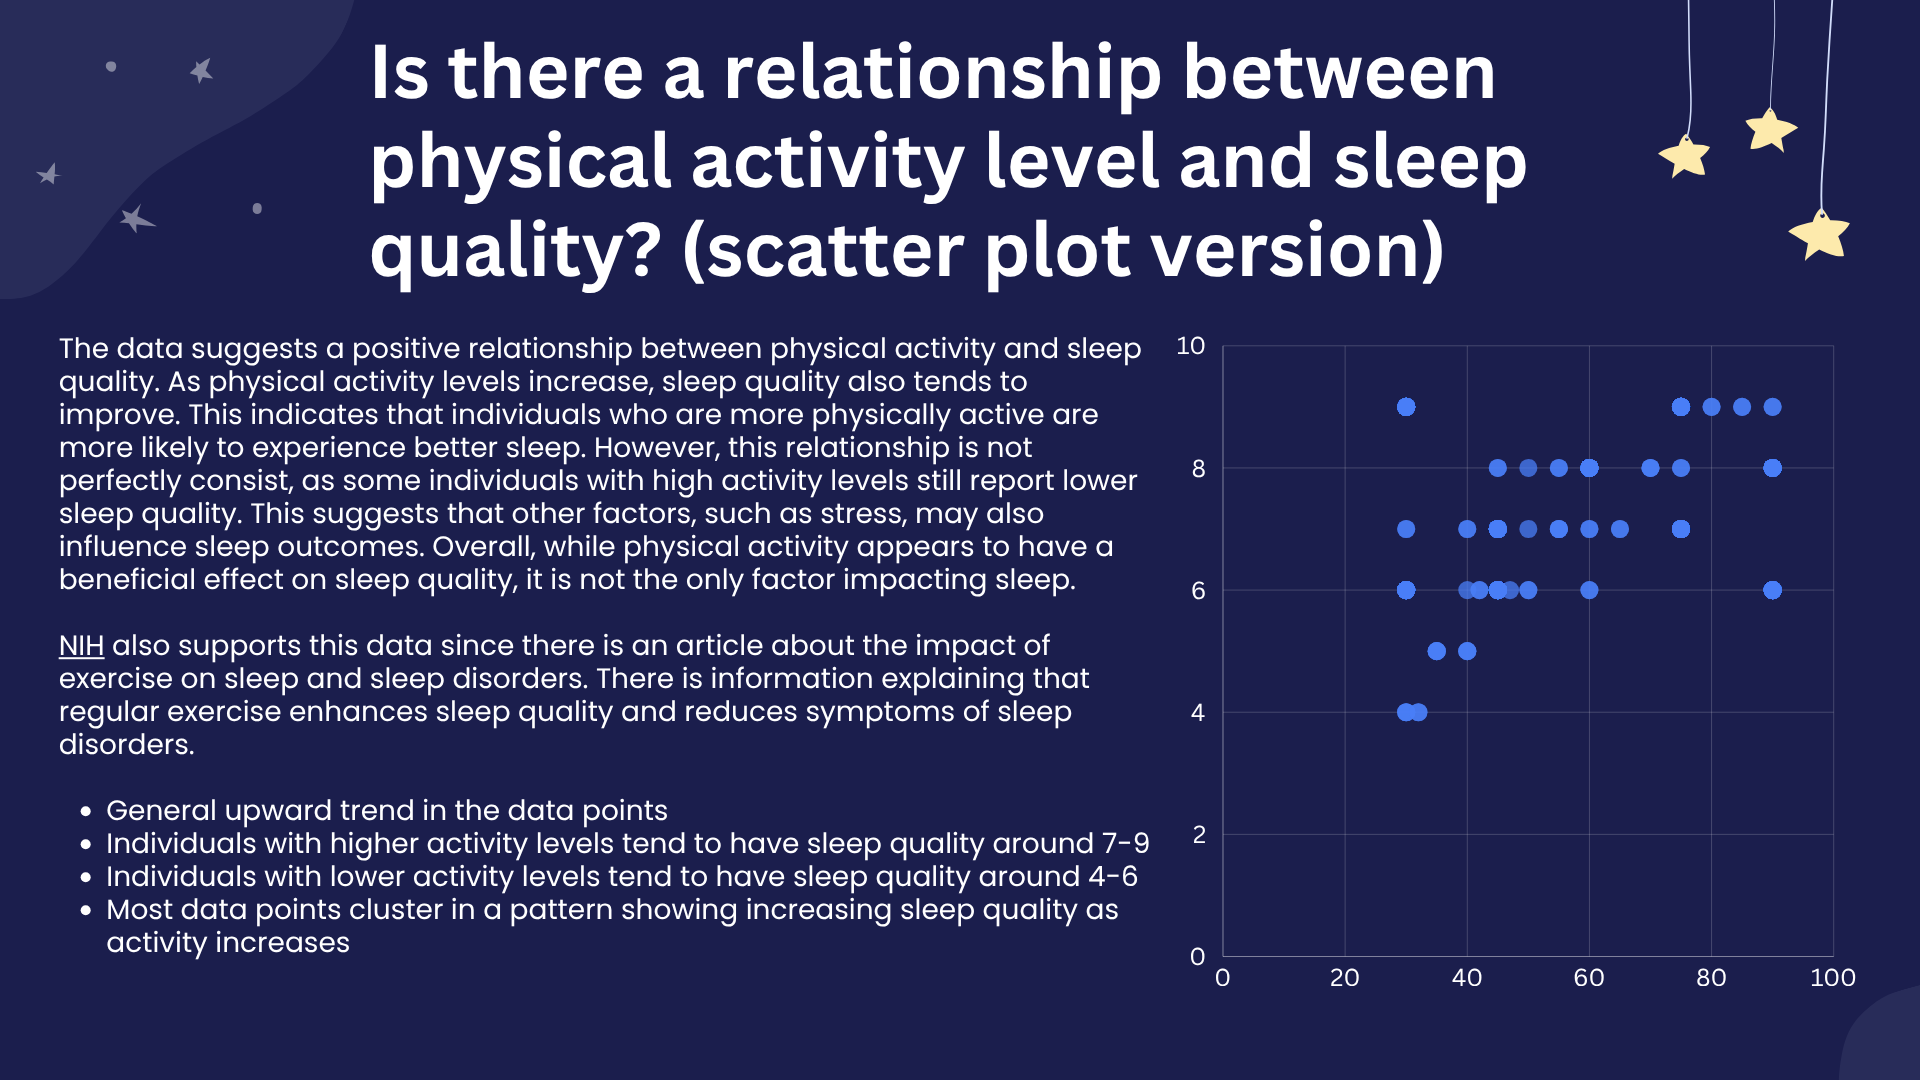 Is there a relationship between
physical activity level and sleep
quality? (scatter plot version)
The data suggests a positive relationship between physical activity and sleep
quality. As physical activity levels increase, sleep quality also tends to
improve. This indicates that individuals who are more physically active are
more likely to experience better sleep. However, this relationship is not
perfectly consist, as some individuals with high activity levels still report lower
sleep quality. This suggests that other factors, such as stress, may also
influence sleep outcomes. Overall, while physical activity appears to have a
beneficial effect on sleep quality, it is not the only factor impacting sleep.
NIH also supports this data since there is an article about the impact of
exercise on sleep and sleep disorders. There is information explaining that
regular exercise enhances sleep quality and reduces symptoms of sleep
disorders.
• General upward trend in the data points
• Individuals with higher activity levels tend to have sleep quality around 7-9
• Individuals with lower activity levels tend to have sleep quality around 4-6
• Most data points cluster in a pattern showing increasing sleep quality as
activity increases
10
8
6
4
2
0
0 20 40 60 80 100